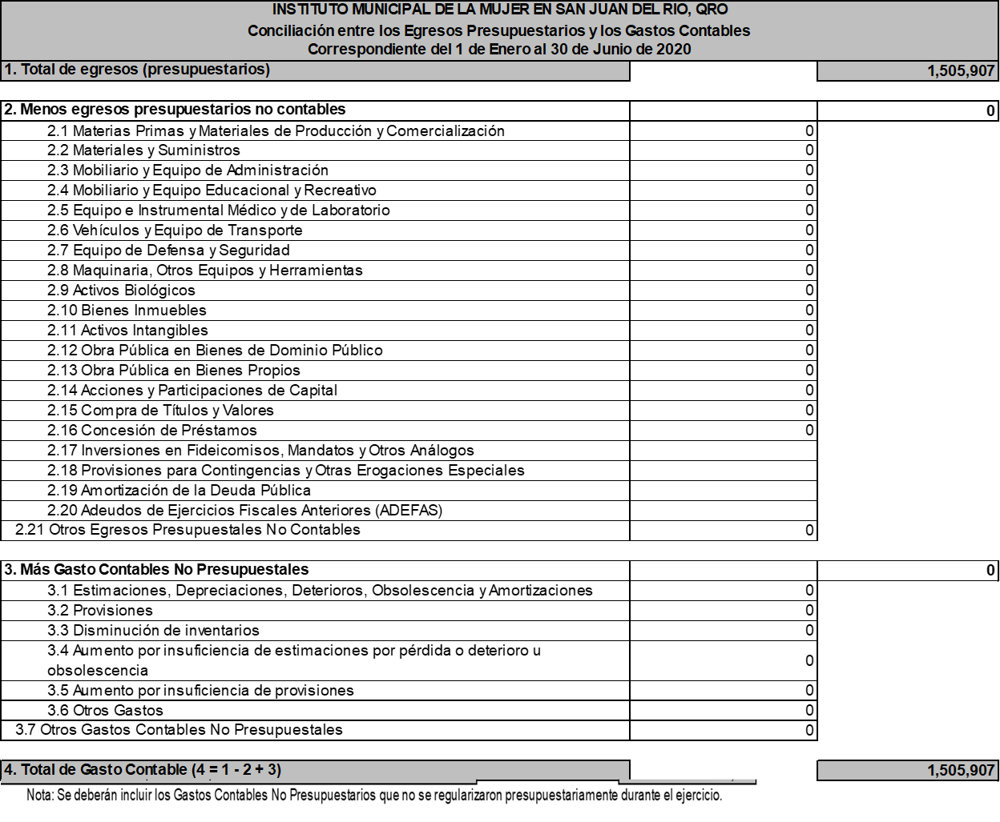 INSTITUTO MUNICIPAL DE LA MUJER EN SAN JUAN DEL RIO, QRO
Conciliación entre los Egresos Presupuestarios y los Gastos Contables
Correspondiente del 1 de Enero al 30 de Junio de 2020
1. Total de egresos (presupuestarios) 1,505,907
2. Menos egresos presupuestarios no contables 0
2.1 Materias Primas y Materiales de Producción y Comercialización 0
2.2 Materiales y Suministros 0
2.3 Mobiliario y Equipo de Administración 0
2.4 Mobiliario y Equipo Educacional y Recreativo 0
2.5 Equipo e Instrumental Médico y de Laboratorio 0
2.6 Vehículos y Equipo de Transporte 0
2.7 Equipo de Defensa y Seguridad 0
2.8 Maquinaria, Otros Equipos y Herramientas 0
2.9 Activos Biológicos 0
2.10 Bienes Inmuebles 0
2.11 Activos Intangibles 0
2.12 Obra Pública en Bienes de Dominio Público 0
2.13 Obra Pública en Bienes Propios 0
2.14 Acciones y Participaciones de Capital 0
2.15 Compra de Títulos y Valores 0
2.16 Concesión de Préstamos 0
2.17 Inversiones en Fideicomisos, Mandatos y Otros Análogos
2.18 Provisiones para Contingencias y Otras Erogaciones Especiales
2.19 Amortización de la Deuda Pública
2.20 Adeudos de Ejercicios Fiscales Anteriores (ADEFAS)
2.21 Otros Egresos Presupuestales No Contables 0
3. Más Gasto Contables No Presupuestales 0
3.1 Estimaciones, Depreciaciones, Deterioros, Obsolescencia y Amortizaciones 0
3.2 Provisiones 0
3.3 Disminución de inventarios 0
3.4 Aumento por insuficiencia de estimaciones por pérdida o deterioro u
obsolescencia 0
3.5 Aumento por insuficiencia de provisiones 0
3.6 Otros Gastos 0
3.7 Otros Gastos Contables No Presupuestales 0
4. Total de Gasto Contable (4 = 1 - 2 + 3) 1,505,907
Nota: Se deberán incluir los Gastos Contables No Presupuestarios que no se regularizaron presupuestariamente durante el ejercicio.